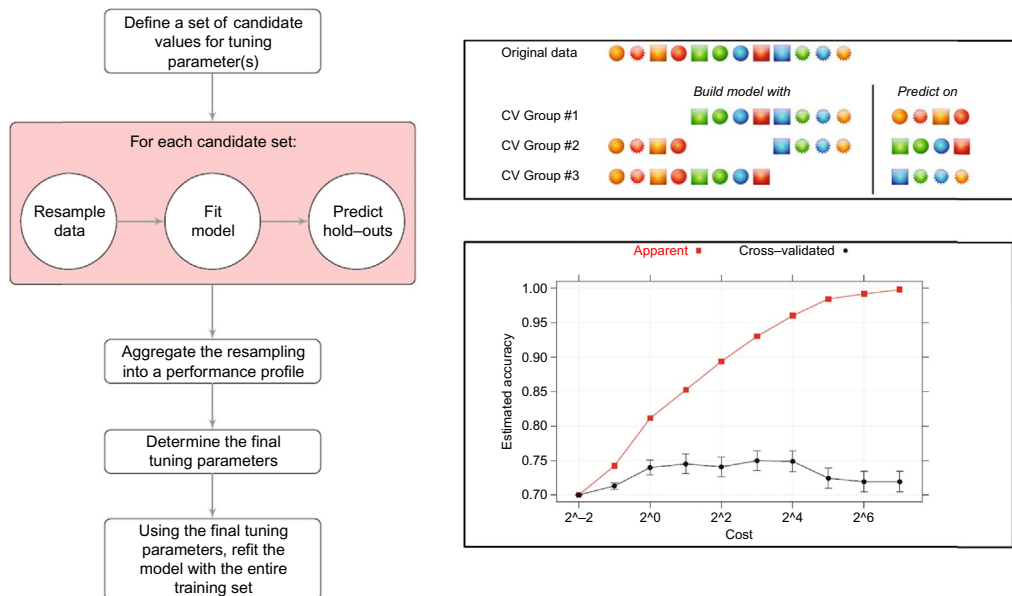 Define a set of candidate
values for tuning
parameter(s)
For each candidate set:
Resample
data
Fit
model
Predict
hold–outs
Aggregate the resampling
into a performance profile
Determine the final
tuning parameters
Using the final tuning
parameters, refit the
model with the entire
training set
Original data
Build model with
Predict on
CV Group #1
CV Group #2
CV Group #3
Apparent
Cross–validated
Estimated accuracy
1.00
0.95
0.90
0.85
0.80
0.75
0.70
2^–2
2^0
2^2
2^4
2^6
Cost